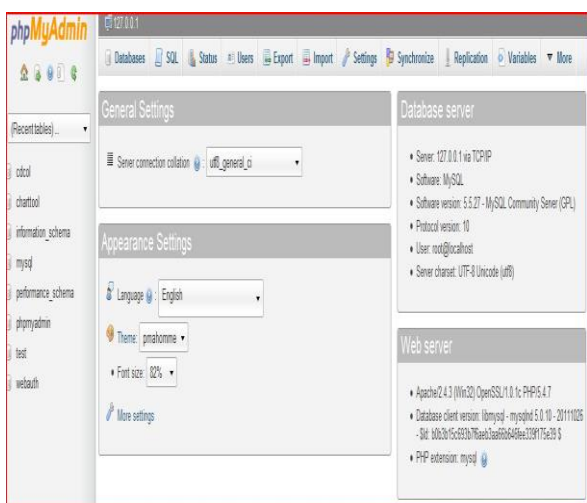 phpMyAdmin
(Recent tables) ...
cdcol
charttool
information_schema
mysql
performance_schema
phpmyadmin
test
webauth
127.0.0.1
Databases SQL Status Users Export Import Settings Synchronize Replication Variables More
General Settings
Server connection collation : utf8_general_ci
Appearance Settings
Language : English
Theme: pmahomme
Font size: 82%
More settings
Database server
Server: 127.0.0.1 via TCP/IP
Software: MySQL
Software version: 5.5.27 - MySQL Community Server (GPL)
Protocol version: 10
User: root@localhost
Server charset: UTF-8 Unicode (utf8)
Web server
Apache/2.4.3 (Win32) OpenSSL/1.0.1c PHP/5.4.7
Database client version: libmysql - mysqlnd 5.0.10 - 20111026
- $Id: $
PHP extension: mysql